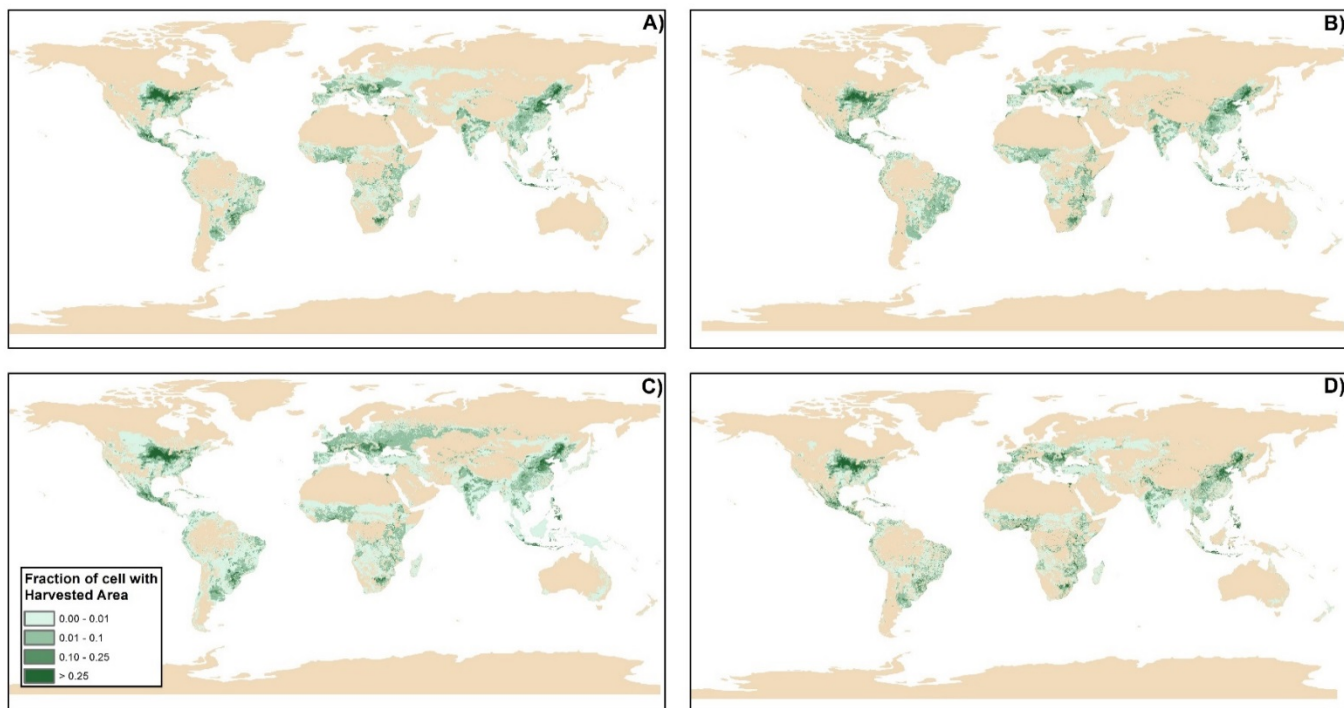 A)
B)
C)
D)
Fraction of cell with
Harvested Area
0.00 - 0.01
0.01 - 0.1
0.10 - 0.25
> 0.25